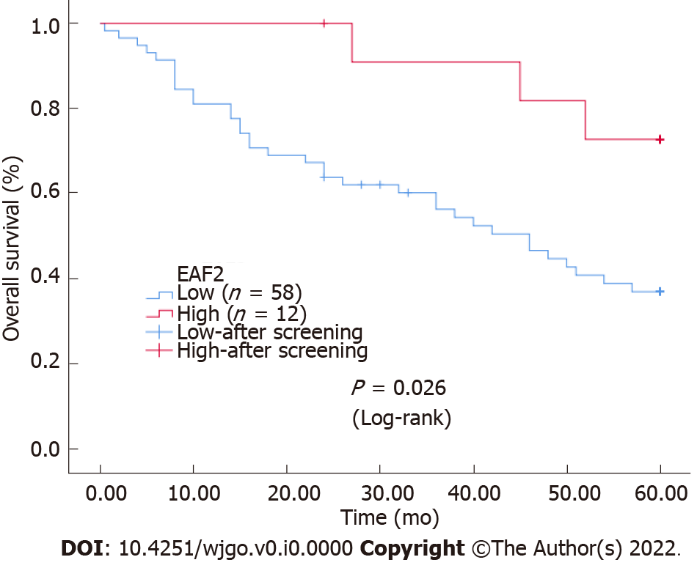 Overall survival (%)
1.0
0.8
0.6
0.4
0.2
0.0
EAF2
Low (n = 58)
High (n = 12)
Low-after screening
High-after screening
P = 0.026
(Log-rank)
0.00 10.00 20.00 30.00 40.00 50.00 60.00
Time (mo)
DOI: 10.4251/wjgo.v0.i0.0000 Copyright ©The Author(s) 2022.